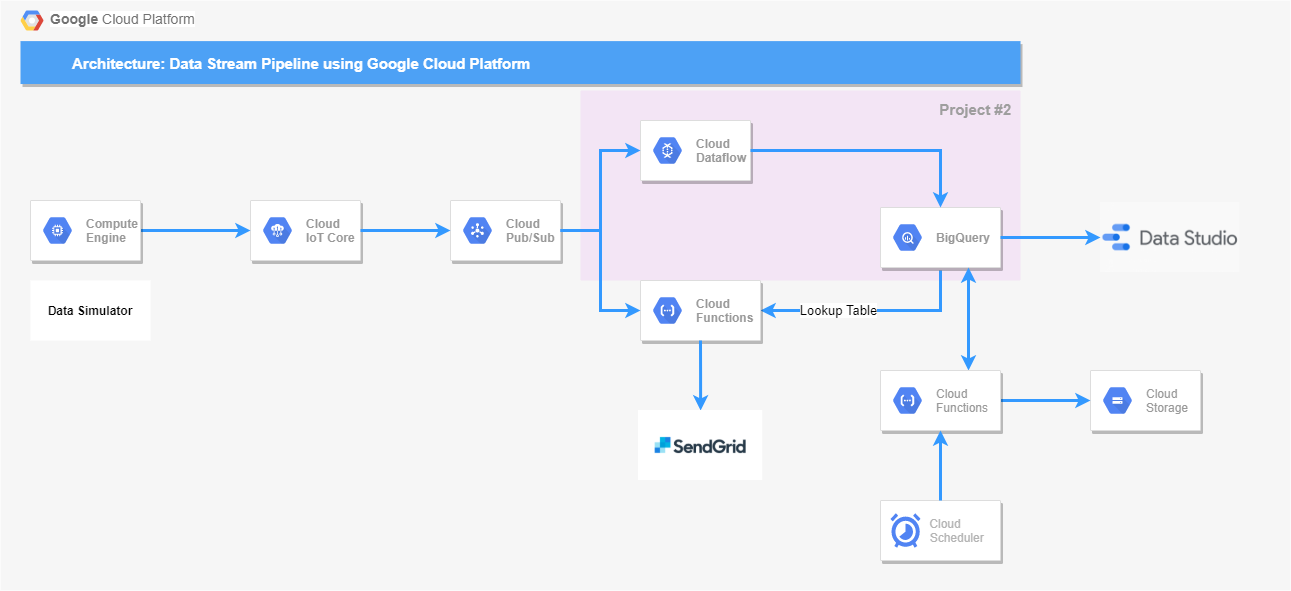 Google Cloud Platform
Architecture: Data Stream Pipeline using Google Cloud Platform
Project #2
Cloud
Dataflow
Compute
Engine
Cloud
IoT Core
Cloud
Pub/Sub
BigQuery
Data Studio
Data Simulator
Cloud
Functions
Lookup Table
Cloud
Functions
Cloud
Storage
SendGrid
Cloud
Scheduler